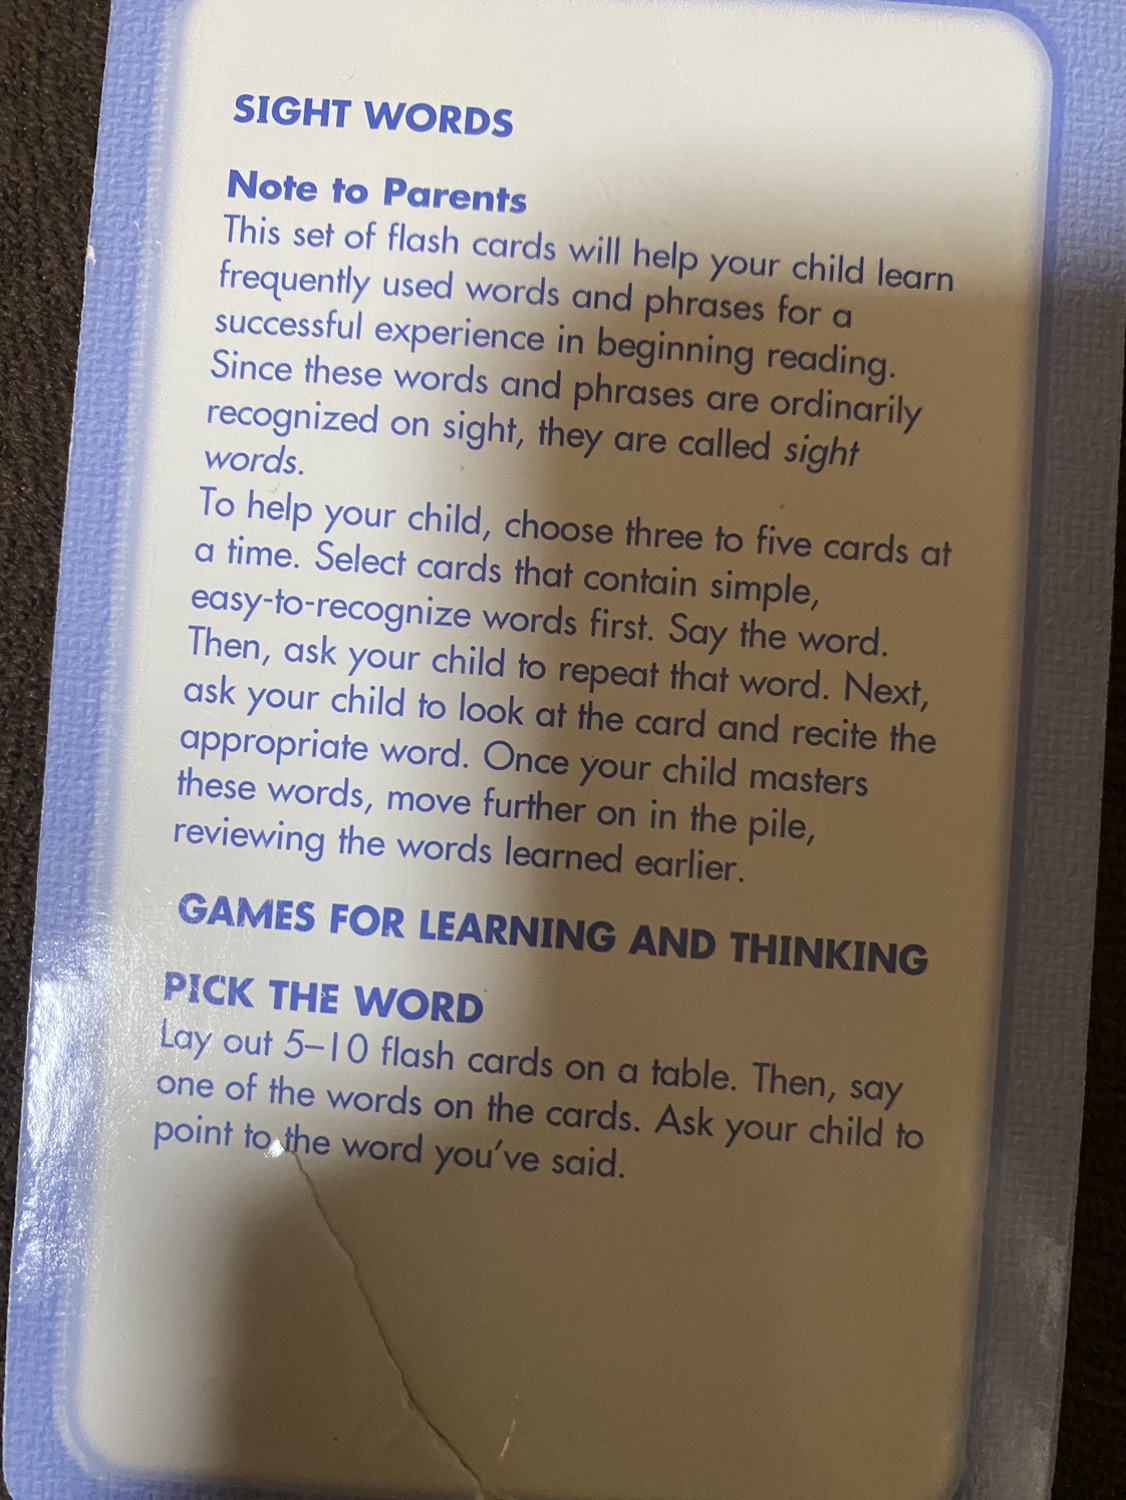 SIGHT WORDS
Note to Parents
This set of flash cards will help your child learn
frequently used words and phrases for a
successful experience in beginning reading.
Since these words and phrases are ordinarily
recognized on sight, they are called sight
words.
To help your child, choose three to five cards at
a time. Select cards that contain simple,
easy-to-recognize words first. Say the word.
Then, ask your child to repeat that word. Next,
ask your child to look at the card and recite the
appropriate word. Once your child masters
these words, move further on in the pile,
reviewing the words learned earlier.
GAMES FOR LEARNING AND THINKING
PICK THE WORD
Lay out 5–10 flash cards on a table. Then, say
one of the words on the cards. Ask your child to
point to the word you've said.